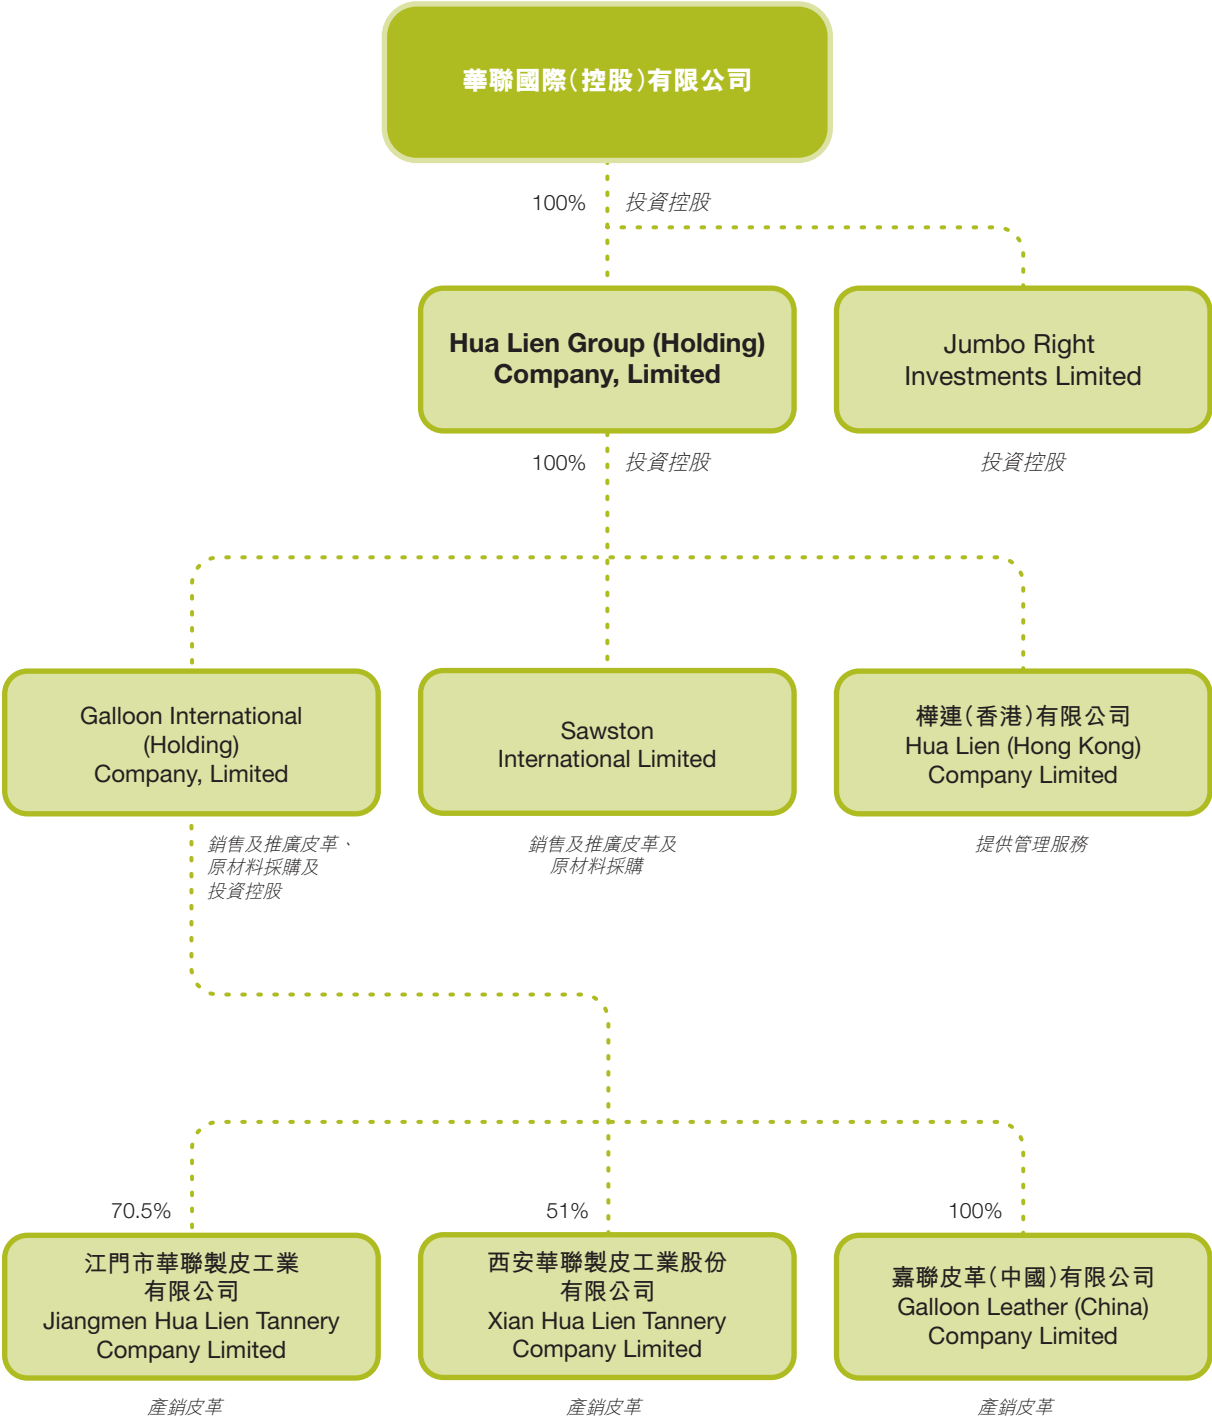 華聯國際(控股)有限公司
100%
投資控股
Hua Lien Group (Holding)
Company, Limited
Jumbo Right
Investments Limited
100%
投資控股
投資控股
Galloon International
(Holding)
Company, Limited
Sawston
International Limited
樺連(香港)有限公司
Hua Lien (Hong Kong)
Company Limited
銷售及推廣皮革、
原材料採購及
投資控股
銷售及推廣皮革及
原材料採購
提供管理服務
70.5%
51%
100%
江門市華聯製皮工業
有限公司
Jiangmen Hua Lien Tannery
Company Limited
西安華聯製皮工業股份
有限公司
Xian Hua Lien Tannery
Company Limited
嘉聯皮革(中國)有限公司
Galloon Leather (China)
Company Limited
產銷皮革
產銷皮革
產銷皮革